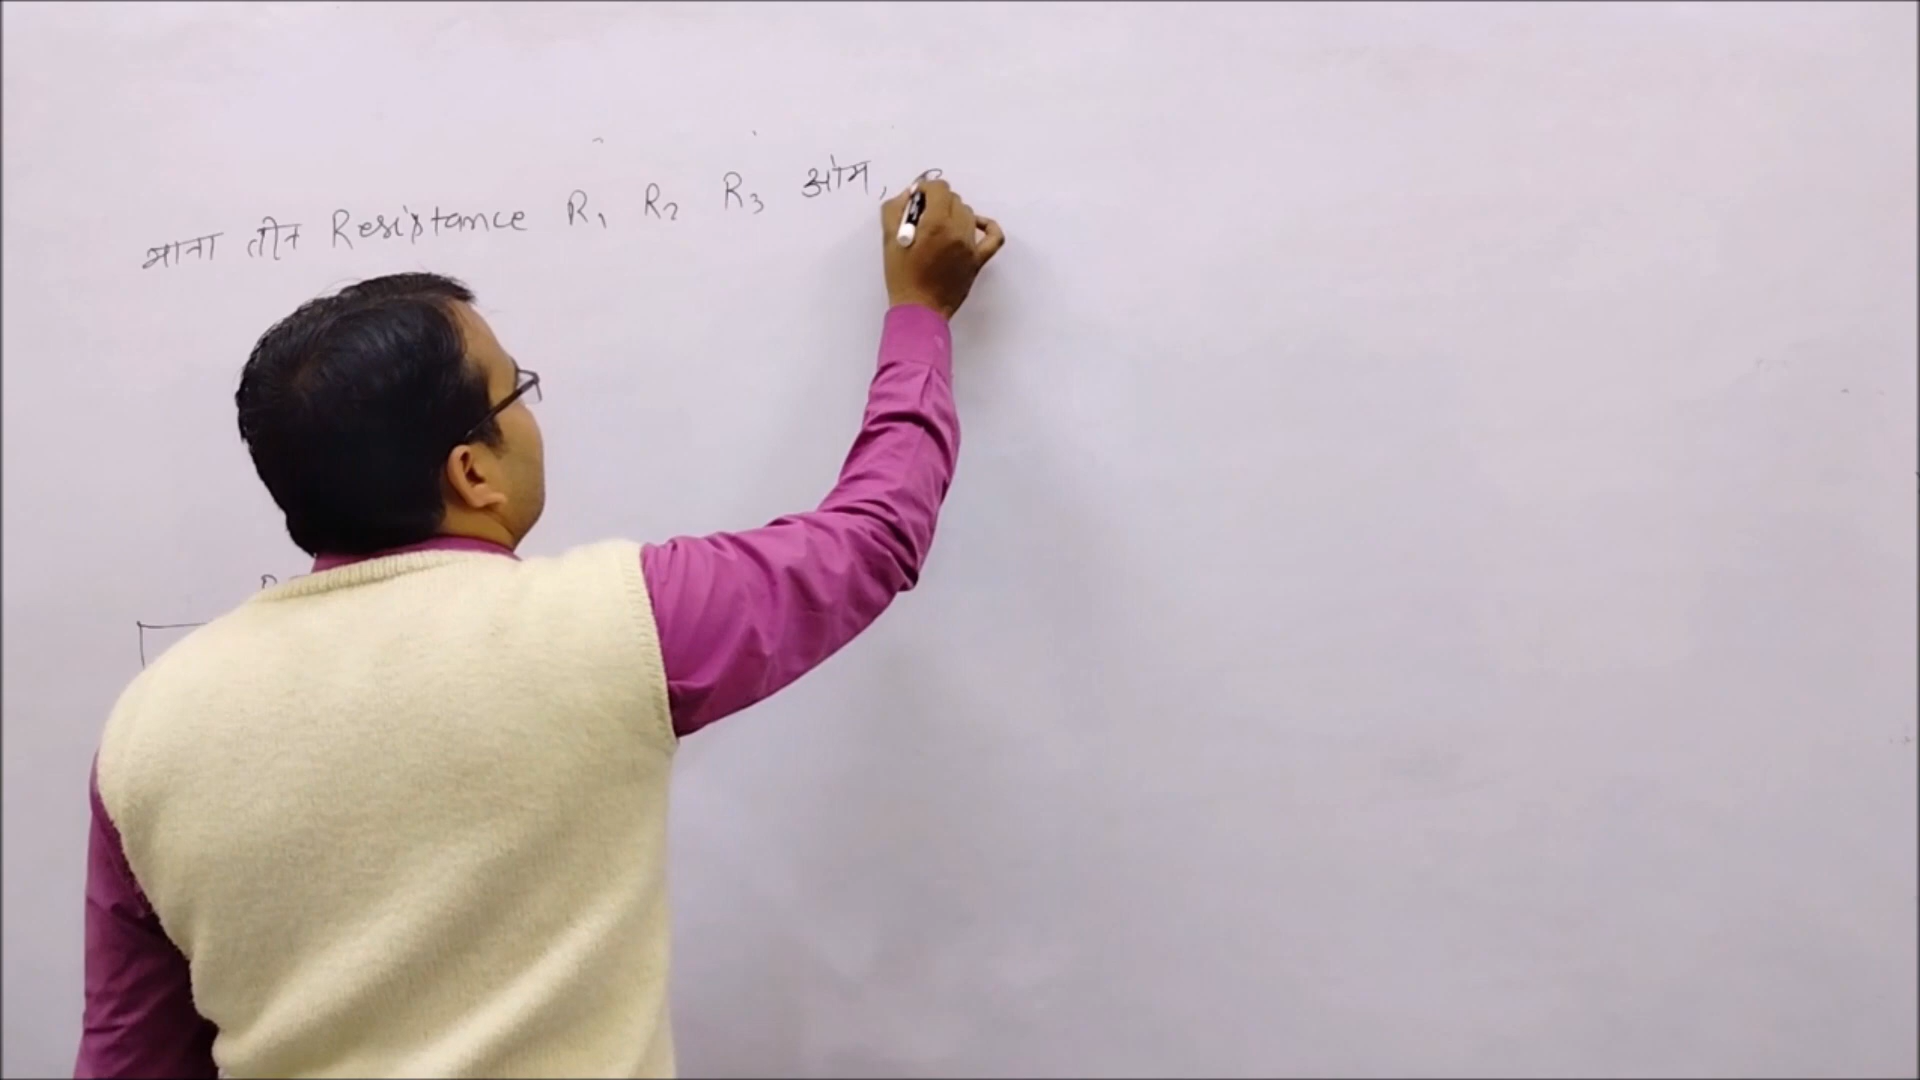 माना तीन Resistance R₁ R₂ R₃ ओम,